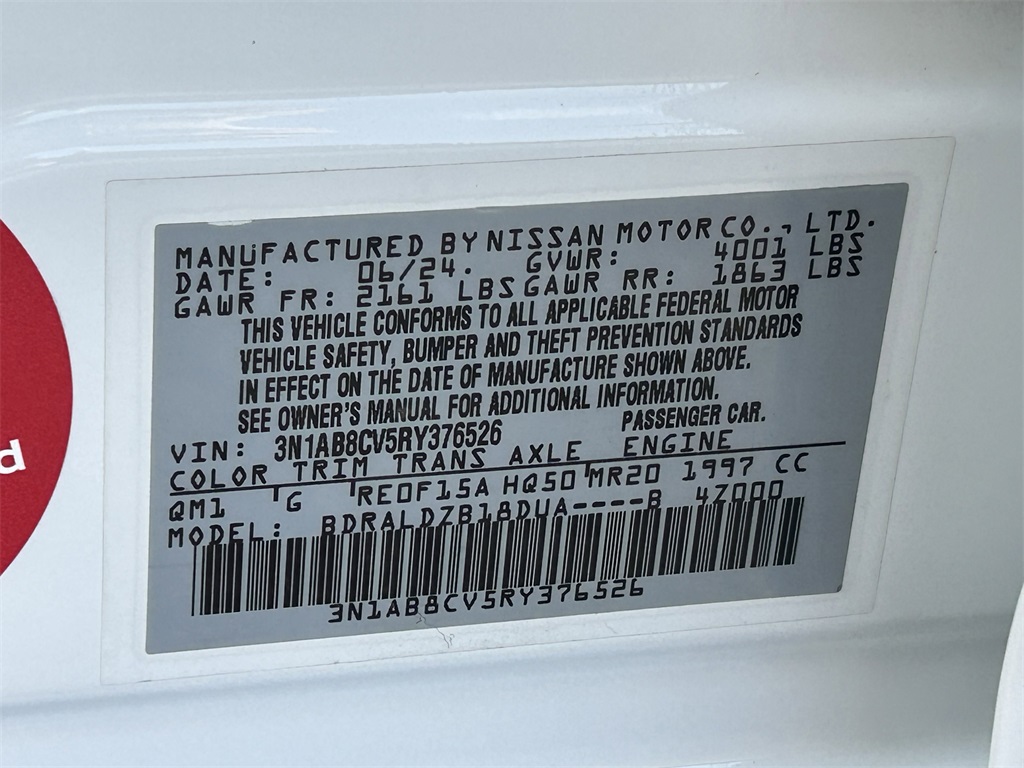 MANUFACTURED BY NISSAN MOTOR CO., LTD.
DATE: 06/24. GVWR: 4001 LBS
GAWR FR: 2161 LBS GAWR RR: 1863 LBS
THIS VEHICLE CONFORMS TO ALL APPLICABLE FEDERAL MOTOR
VEHICLE SAFETY, BUMPER AND THEFT PREVENTION STANDARDS
IN EFFECT ON THE DATE OF MANUFACTURE SHOWN ABOVE.
SEE OWNER'S MANUAL FOR ADDITIONAL INFORMATION.
PASSENGER CAR.
VIN: 3N1AB8CV5RY376526
COLOR TRIM TRANS AXLE ENGINE
QM1 G RE0F15A HQ50 MR20 1997 CC
MODEL: BDRALDZB18DUA----B 47000
3N1AB8CV5RY376526